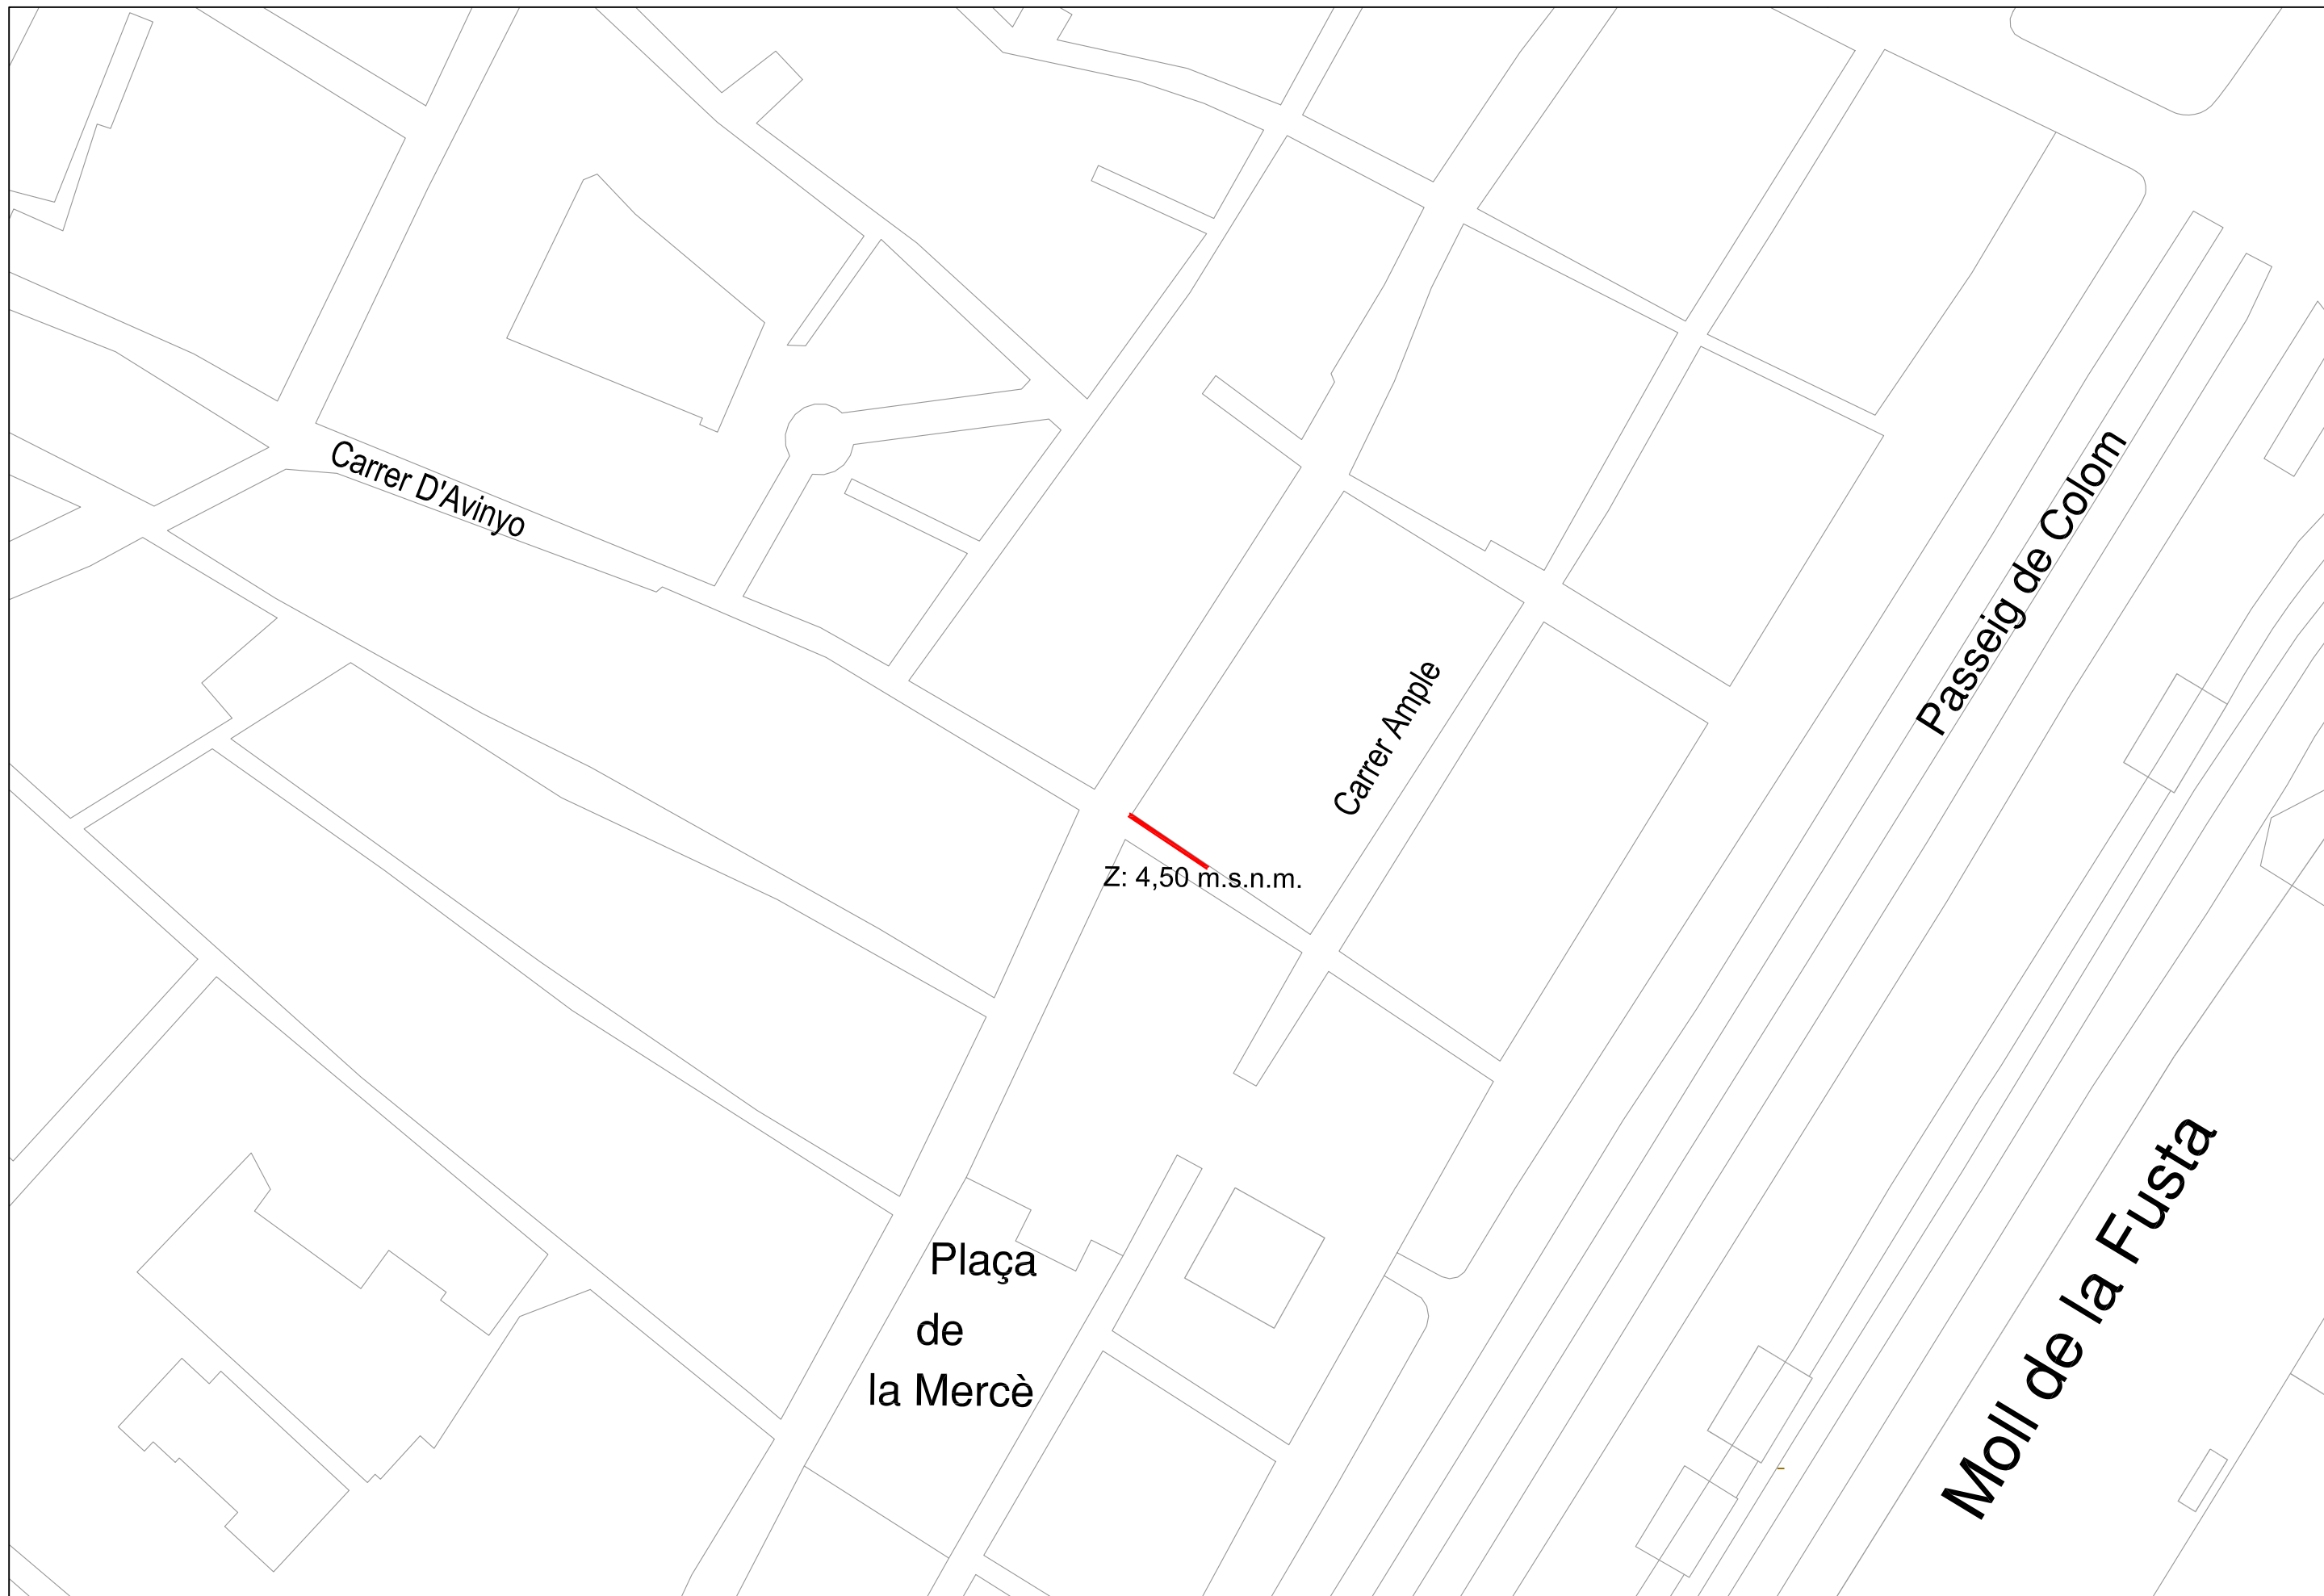 Carrer D'Avinyo
Passeig de Colom
Carrer Ample
Z: 4,50 m.s.n.m.
Plaça
de
la Mercè
Moll de la Fusta